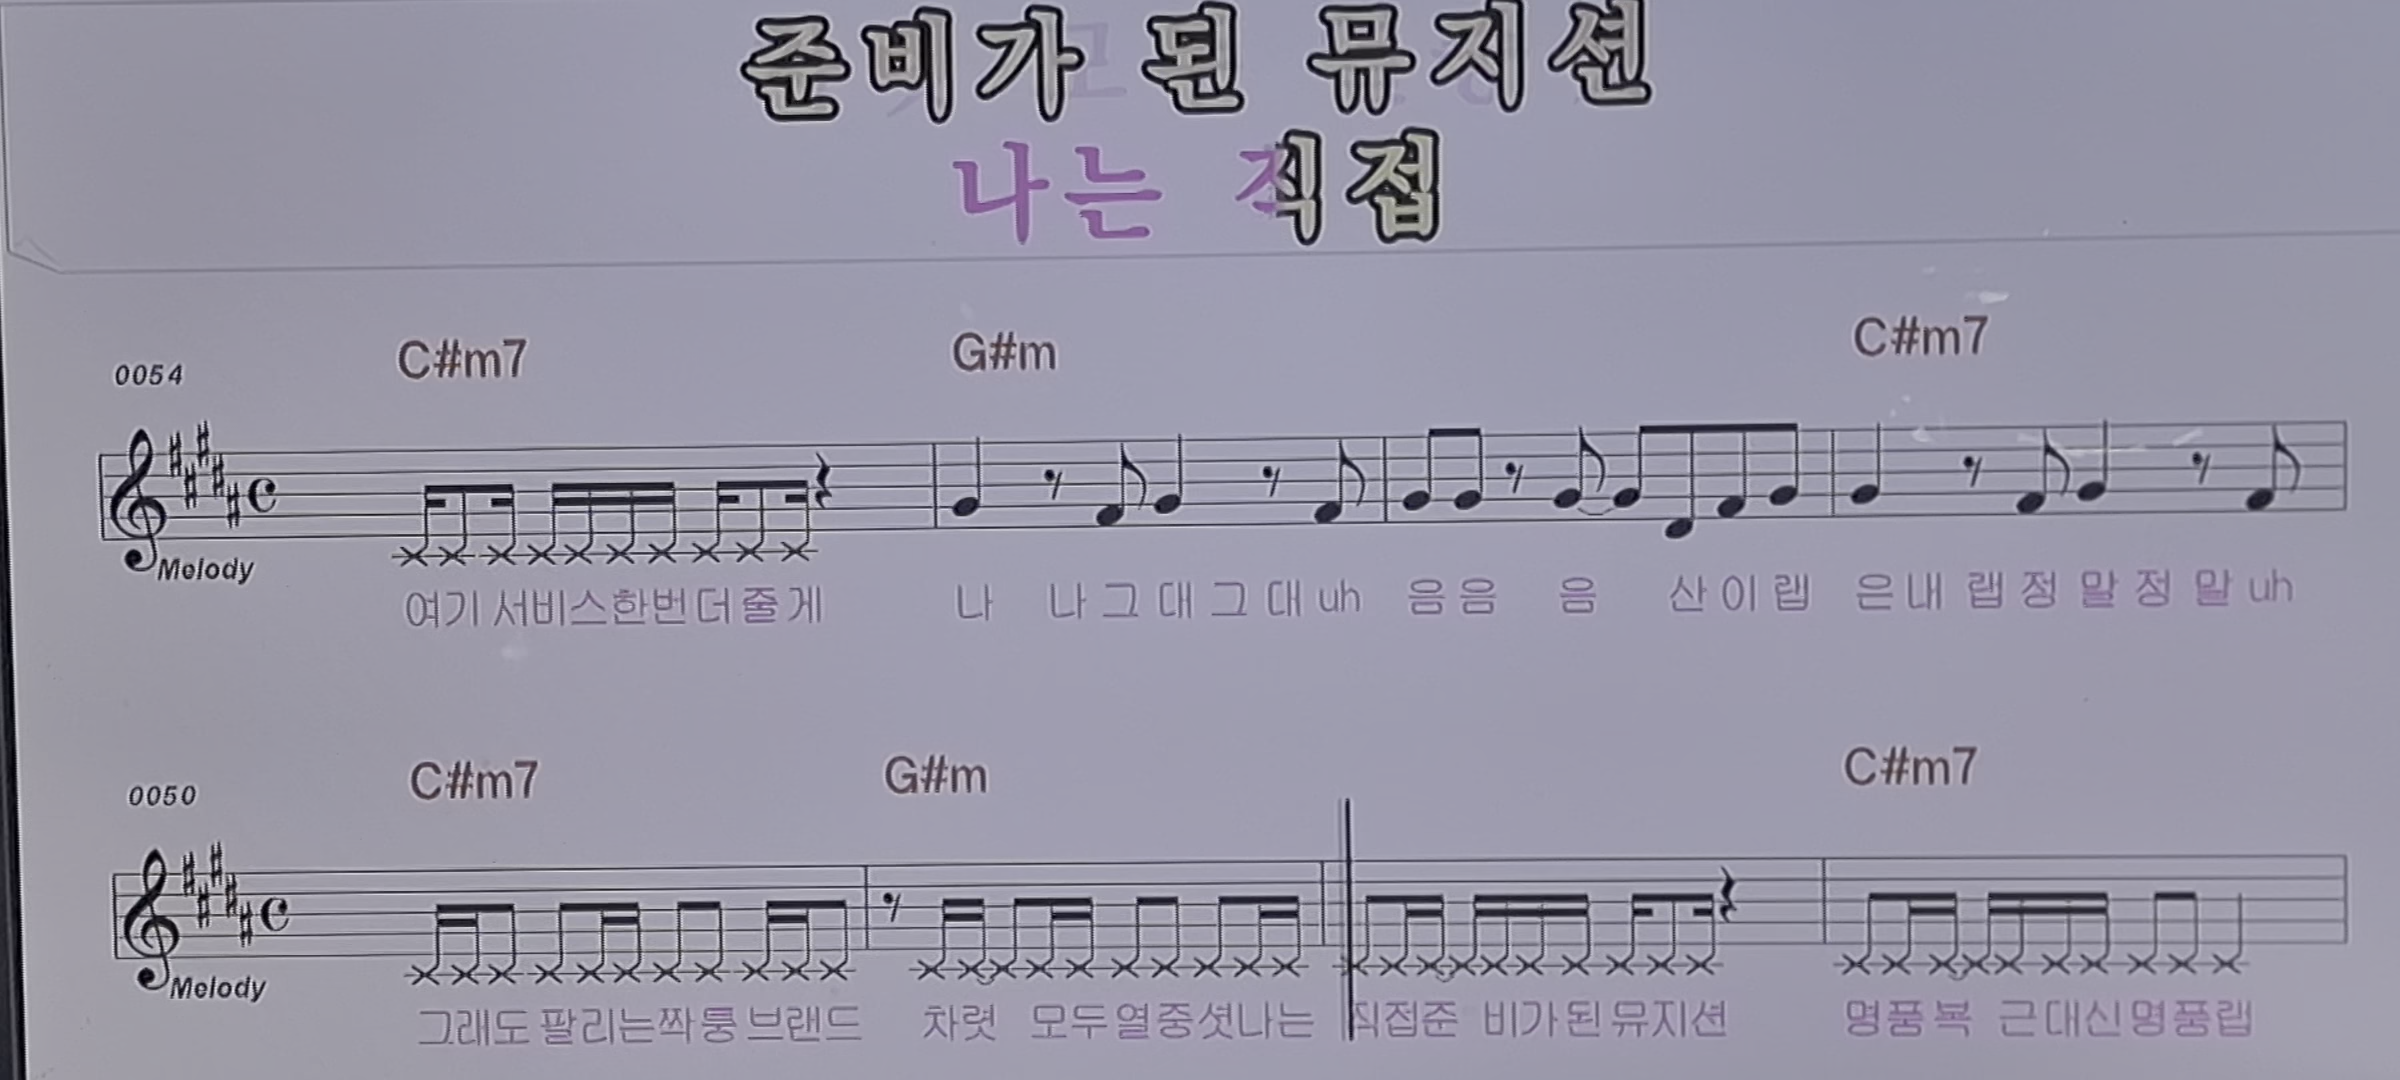 준비가 된 뮤지션
나는 직접
C#m7 G#m C#m7
0054
Melody
여기 서비스한번더줄게 나 나그대그대uh 음음 음 산이랩 은내랩정말정말uh
C#m7 G#m C#m7
0050
Melody
그래도팔리는짝퉁브랜드 차렷 모두열중셧나는 직접준 비가된뮤지션 명품복 근대신명품랩